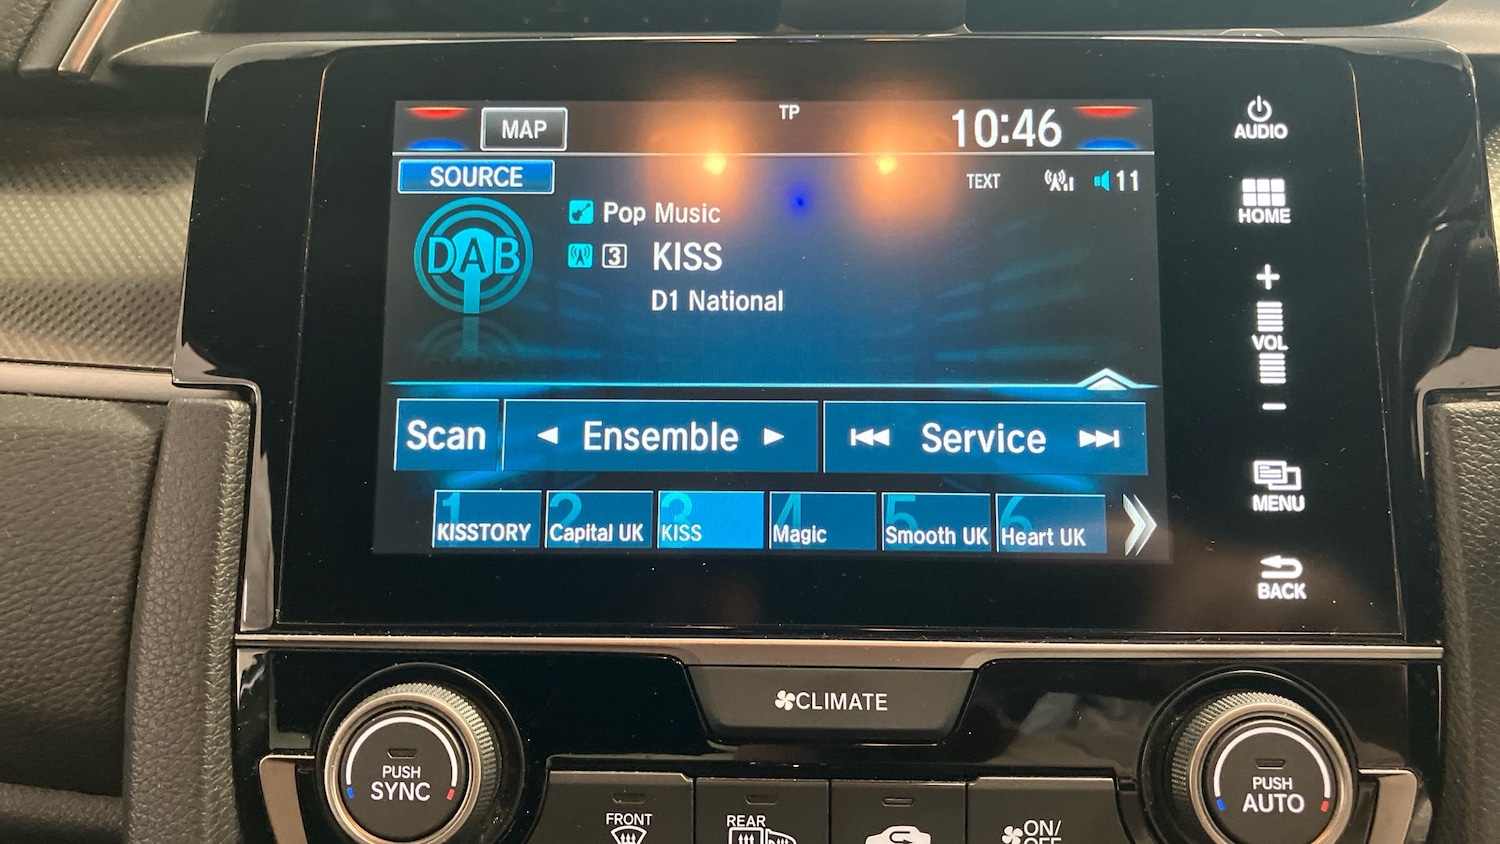 MAP
TP
10:46
AUDIO
SOURCE
TEXT
11
HOME
DAB
Pop Music
3 KISS
D1 National
VOL
Scan
Ensemble
Service
MENU
1 KISSTORY
2 Capital UK
3 KISS
4 Magic
5 Smooth UK
6 Heart UK
BACK
CLIMATE
PUSH
SYNC
PUSH
AUTO
FRONT
REAR
ON/
OFF